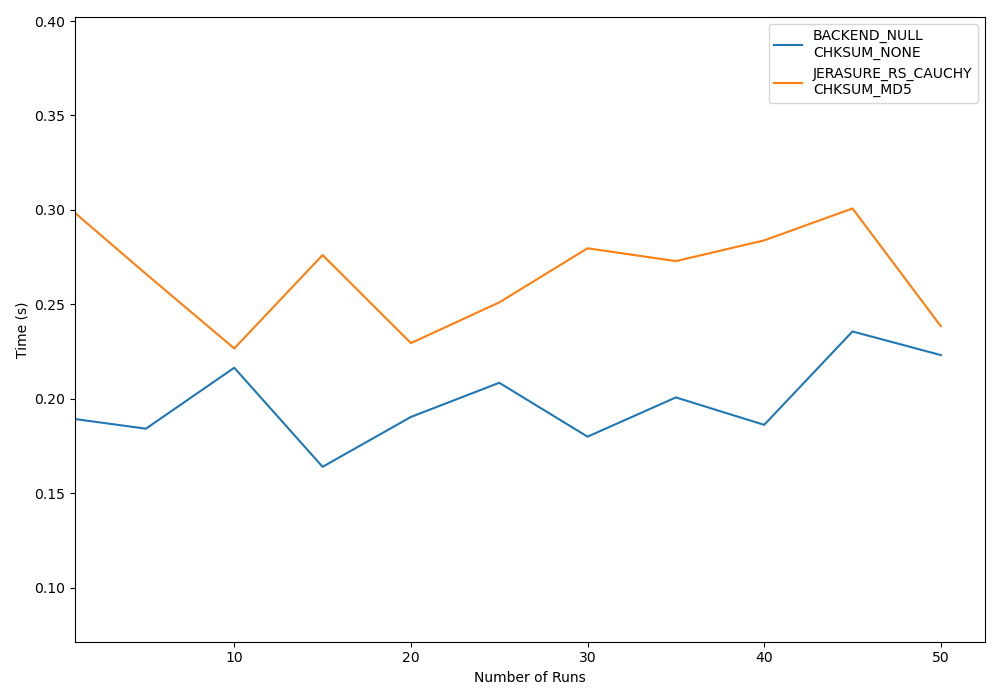 0.40
0.35
0.30
0.25
0.20
0.15
0.10
Time (s)
10
20
30
40
50
Number of Runs
BACKEND_NULL
CHKSUM_NONE
JERASURE_RS_CAUCHY
CHKSUM_MD5